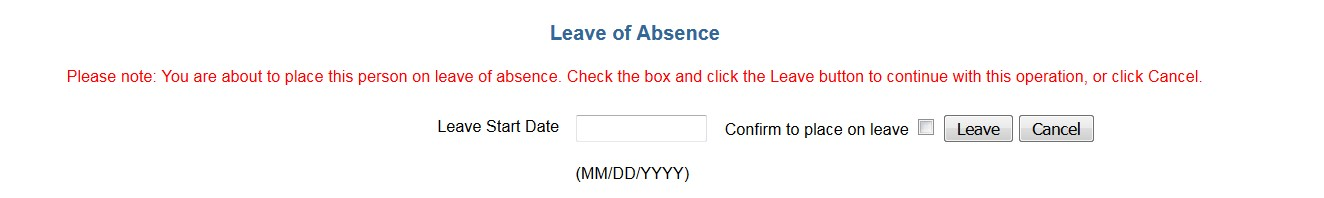 Leave of Absence
Please note: You are about to place this person on leave of absence. Check the box and click the Leave button to continue with this operation, or click Cancel.
Leave Start Date Confirm to place on leave Leave Cancel
(MM/DD/YYYY)